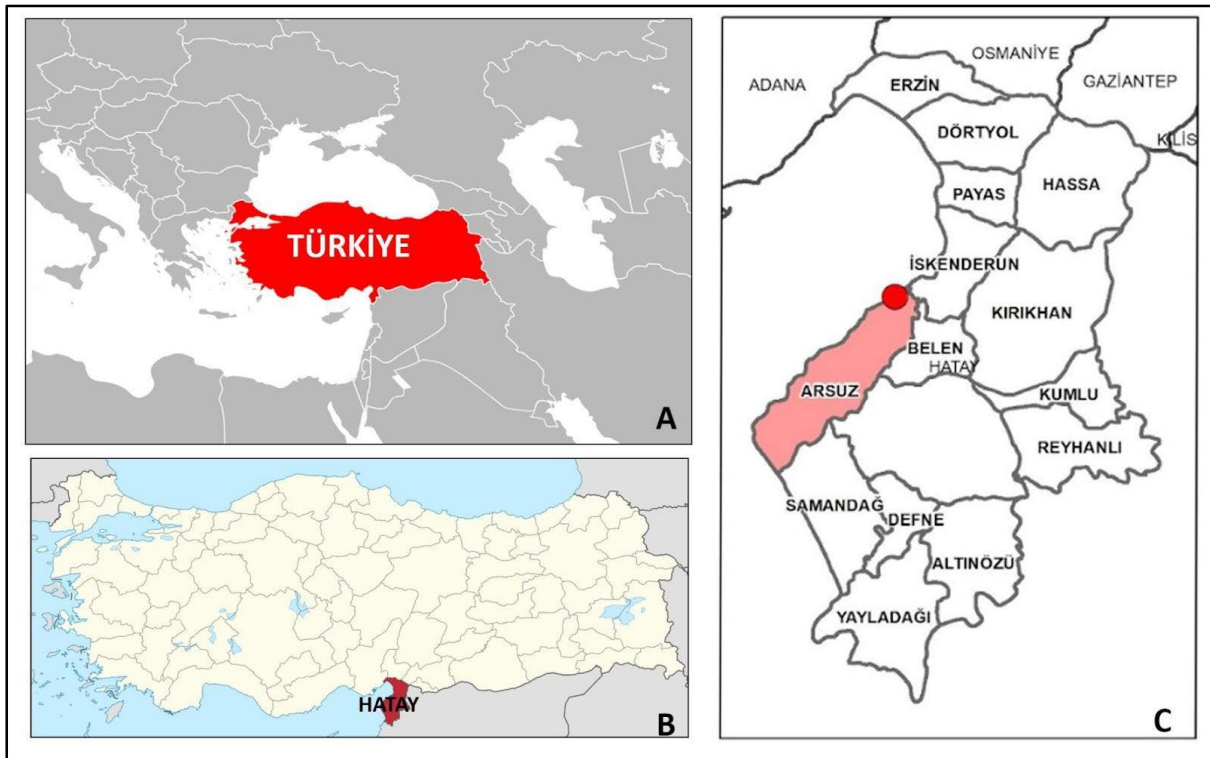 TÜRKİYE
A
HATAY
B
OSMANİYE
ADANA
GAZİANTEP
ERZİN
KİLİS
DÖRTYOL
HASSA
PAYAS
İSKENDERUN
KIRIKHAN
BELEN
HATAY
ARSUZ
KUMLU
REYHANLI
SAMANDAĞ
DEFNE
ALTINÖZÜ
YAYLADAĞI
C